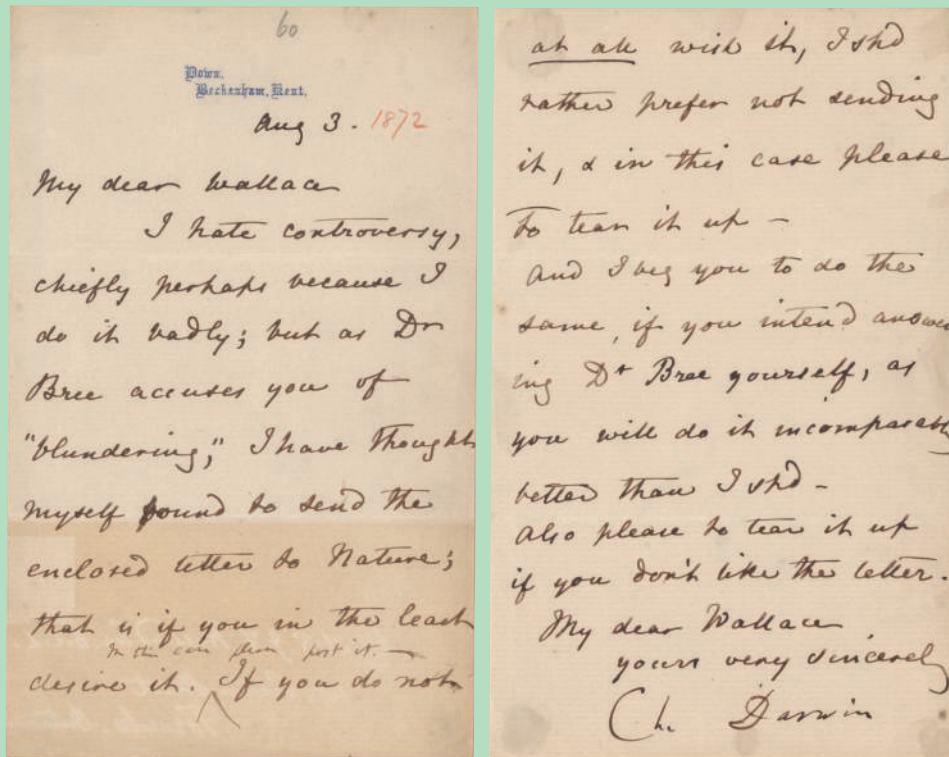 60
Down,
Beckenham, Kent.
Aug 3. 1872
My dear Wallace
I hate controversy,
chiefly perhaps because I
do it badly; but as Dr
Bree accuses you of
"blundering", I have thought
myself bound to send the
enclosed letter to Nature;
that is if you in the least
In this case please post it. —
desire it. If you do not
at all wish it, I shd
rather prefer not sending
it, & in this case please
to tear it up —
And I beg you to do the
same, if you intend answer
ing Dr Bree yourself, as
you will do it incomparably
better than I shd —
Also please to tear it up
if you don't like the letter.
My dear Wallace
yours very sincerely
Ch. Darwin